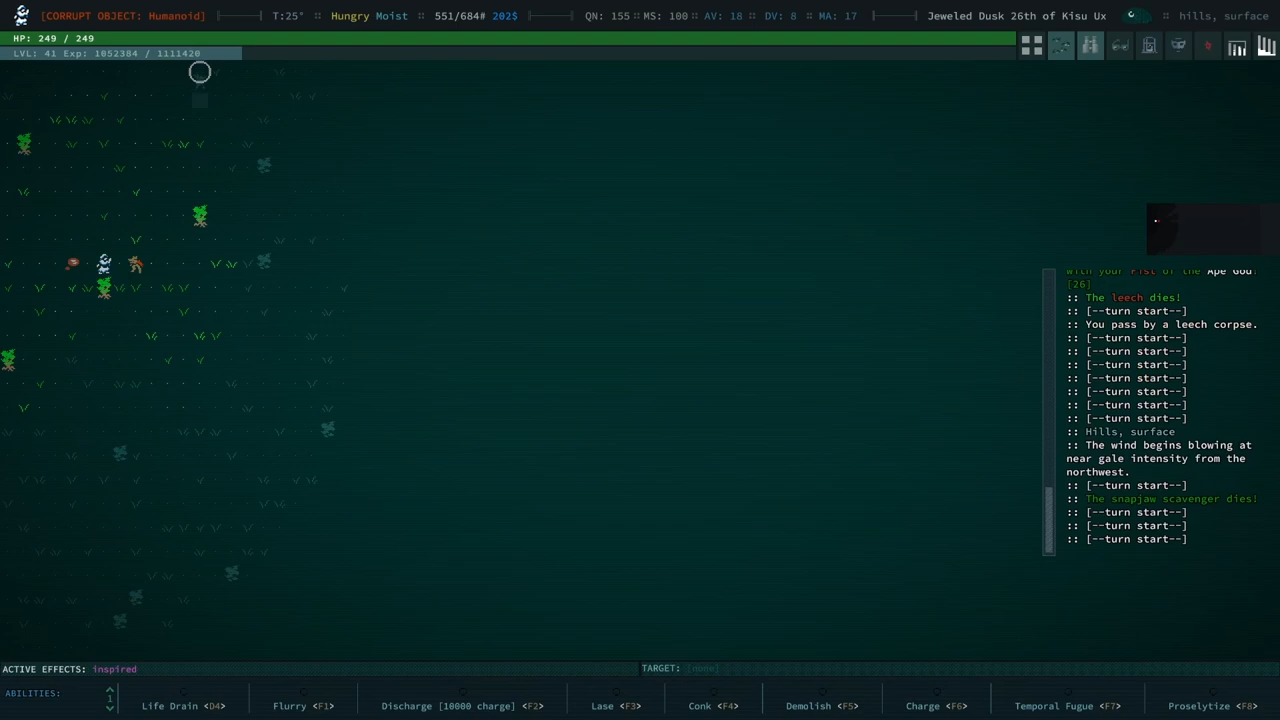 [CORRUPT OBJECT: Humanoid] T:25° :: Hungry Moist :: 551/684# 202$ QN: 155 :: MS: 100 :: AV: 18 :: DV: 8 :: MA: 17 Jeweled Dusk 26th of Kisu Ux :: hills, surface
HP: 249 / 249
LVL: 41 Exp: 1052384 / 1111420
with your Fist of the Ape God!
[26]
:: The leech dies!
:: [--turn start--]
:: You pass by a leech corpse.
:: [--turn start--]
:: [--turn start--]
:: [--turn start--]
:: [--turn start--]
:: [--turn start--]
:: [--turn start--]
:: [--turn start--]
:: Hills, surface
:: The wind begins blowing at
near gale intensity from the
northwest.
:: [--turn start--]
:: The snapjaw scavenger dies!
:: [--turn start--]
:: [--turn start--]
:: [--turn start--]
ACTIVE EFFECTS: inspired
TARGET: [none]
ABILITIES: 1 Life Drain <D4> Flurry <F1> Discharge [10000 charge] <F2> Lase <F3> Conk <F4> Demolish <F5> Charge <F6> Temporal Fugue <F7> Proselytize <F8>